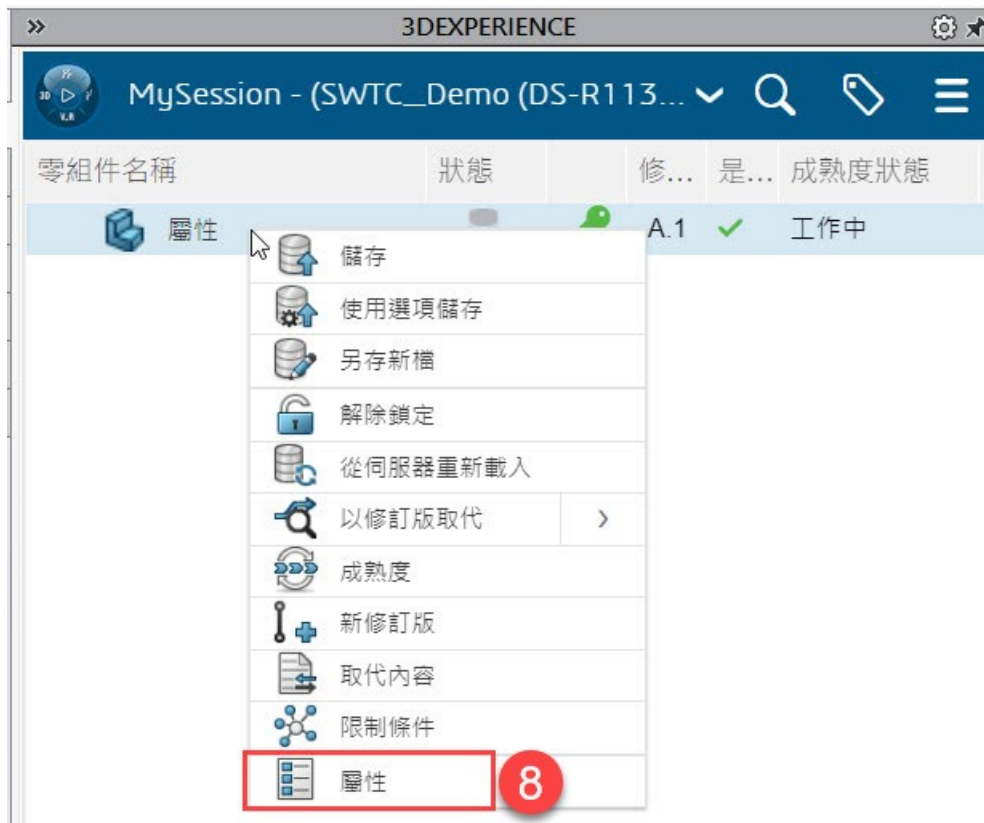 3DEXPERIENCE
MySession - (SWTC_Demo (DS-R113...
零組件名稱 狀態 修... 是... 成熟度狀態
屬性 A.1 工作中
儲存
使用選項儲存
另存新檔
解除鎖定
從伺服器重新載入
以修訂版取代
成熟度
新修訂版
取代內容
限制條件
屬性 8